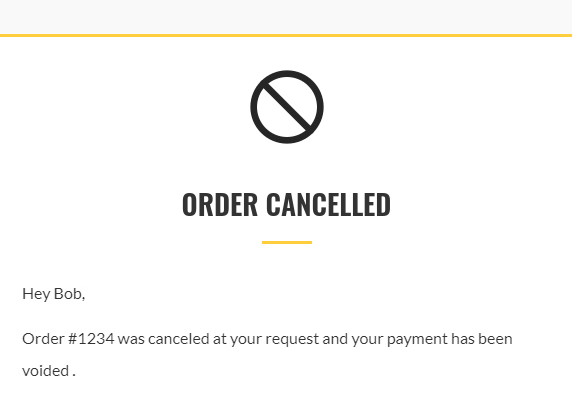 ORDER CANCELLED
Hey Bob,
Order #1234 was canceled at your request and your payment has been
voided .